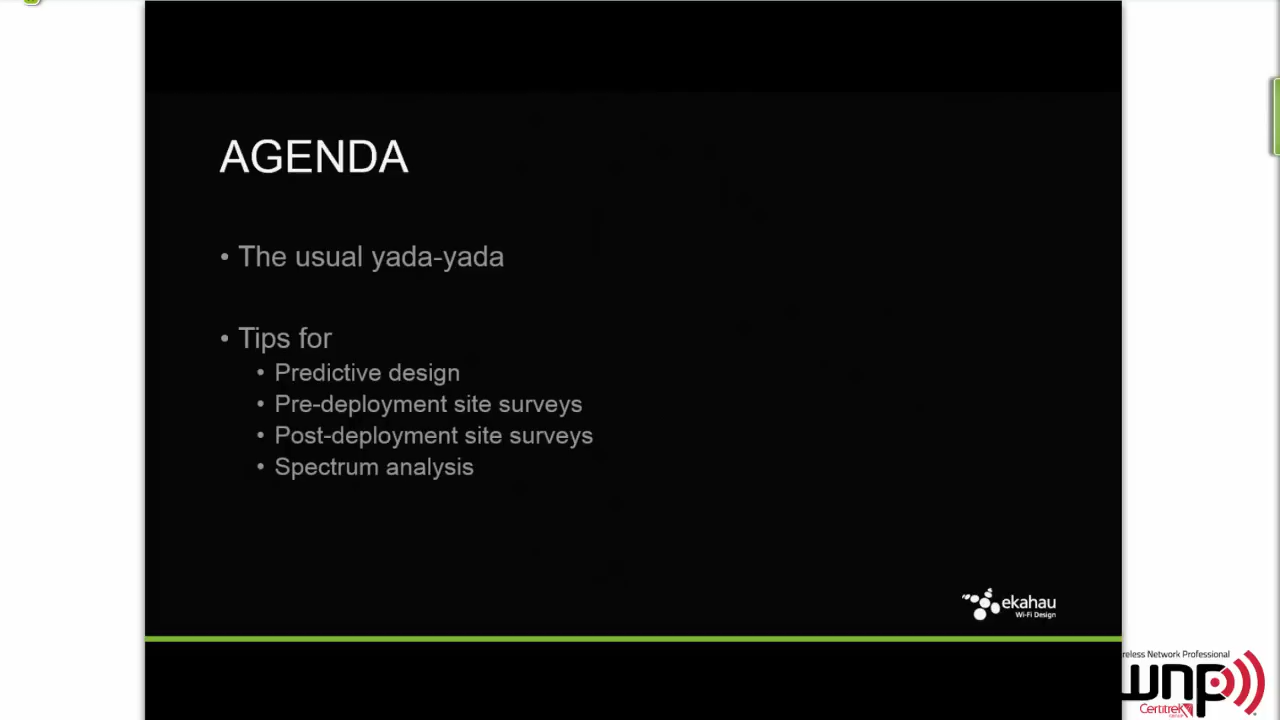 AGENDA
• The usual yada-yada
• Tips for
• Predictive design
• Pre-deployment site surveys
• Post-deployment site surveys
• Spectrum analysis
ekahau
Wi-Fi Design
reless Network Professional
wnp
Certitrek